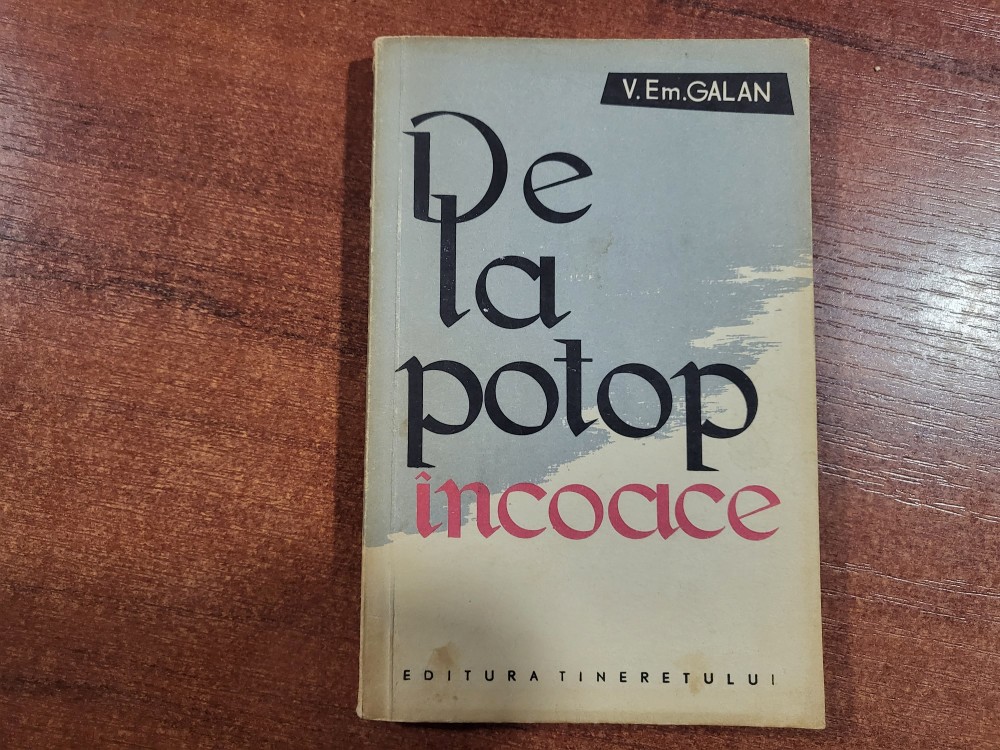 V.Em.GALAN
De
la
potop
încoace
EDITURA TINERETULUI